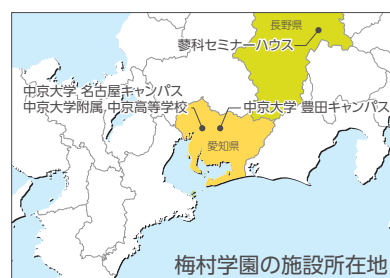 長野県
蓼科セミナーハウス
中京大学 名古屋キャンパス
中京大学附属 中京高等学校
中京大学 豊田キャンパス
愛知県
梅村学園の施設所在地